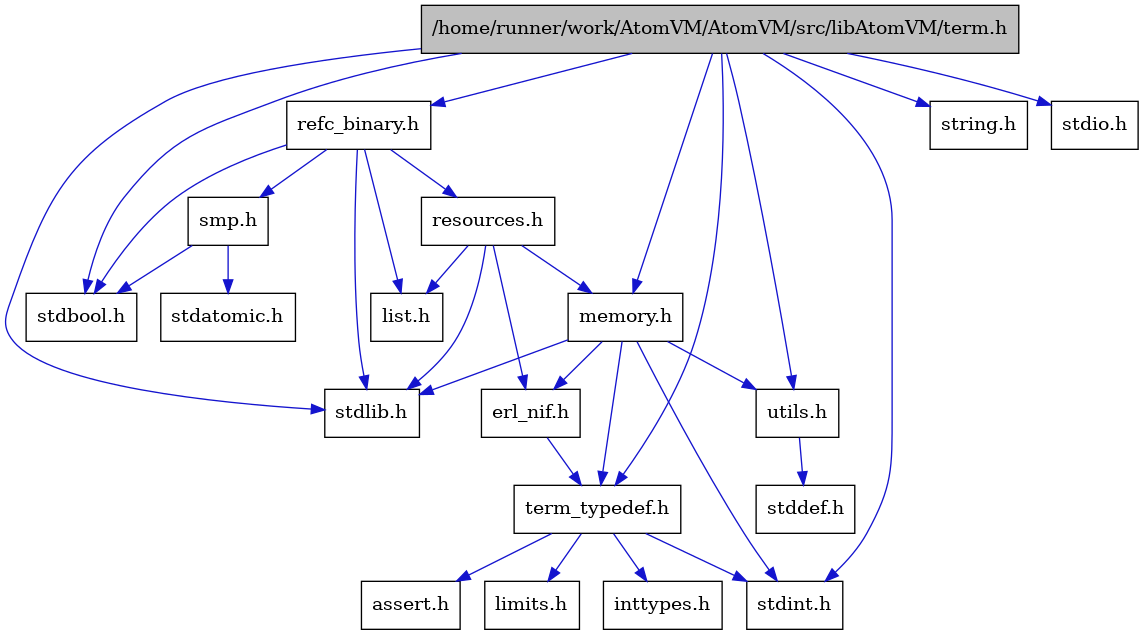 /home/runner/work/AtomVM/AtomVM/src/libAtomVM/term.h
refc_binary.h
string.h
stdio.h
smp.h
resources.h
stdbool.h
stdatomic.h
list.h
memory.h
stdlib.h
erl_nif.h
utils.h
term_typedef.h
stddef.h
assert.h
limits.h
inttypes.h
stdint.h